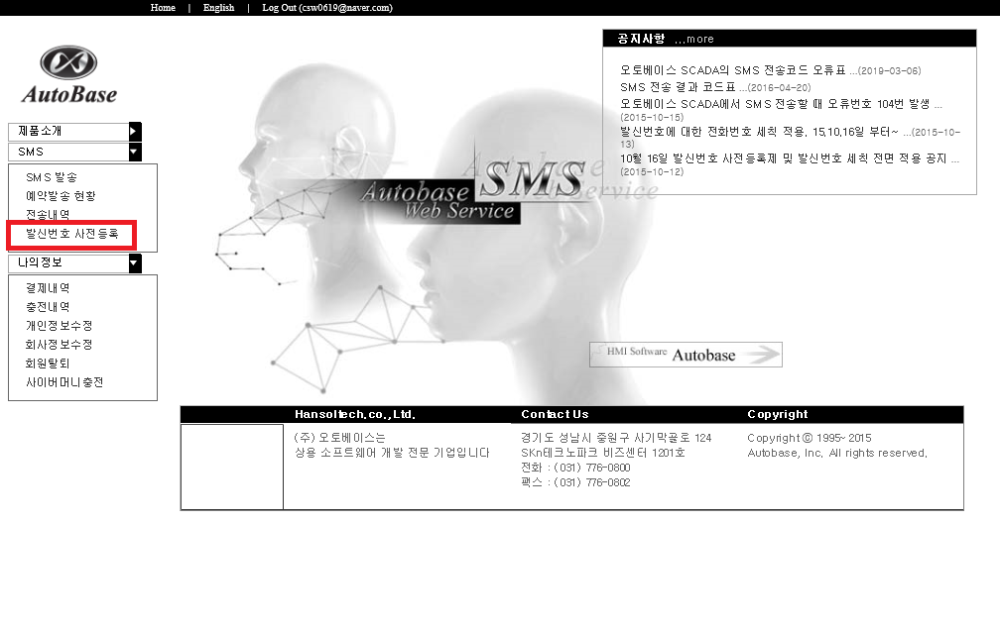 Home | English | Log Out (csw0619@naver.com)
AutoBase
제품소개
SMS
SMS 발송
예약발송 현황
전송내역
발신번호 사전등록
나의정보
결제내역
충전내역
개인정보수정
회사정보수정
회원탈퇴
사이버머니충전
공지사항 ...more
오토베이스 SCADA의 SMS 전송코드 오류표 ...(2019-03-06)
SMS 전송 결과 코드표 ...(2016-04-20)
오토베이스 SCADA에서 SMS 전송할 때 오류번호 104번 발생 ...
(2015-10-15)
발신번호에 대한 전화번호 세칙 적용, 15,10,16일 부터~ ...(2015-10-
13)
10월 16일 발신번호 사전등록제 및 발신번호 세칙 전면 적용 공지 ...
(2015-10-12)
Autobase SMS
Web Service
HMI Software Autobase
Hansoltech,co.,Ltd.
(주) 오토베이스는
상용 소프트웨어 개발 전문 기업입니다
Contact Us
경기도 성남시 중원구 사기막골로 124
SKn테크노파크 비즈센터 1201호
전화 : (031) 776-0800
팩스 : (031) 776-0802
Copyright
Copyright ⓒ 1995~ 2015
Autobase, Inc. All rights reserved.